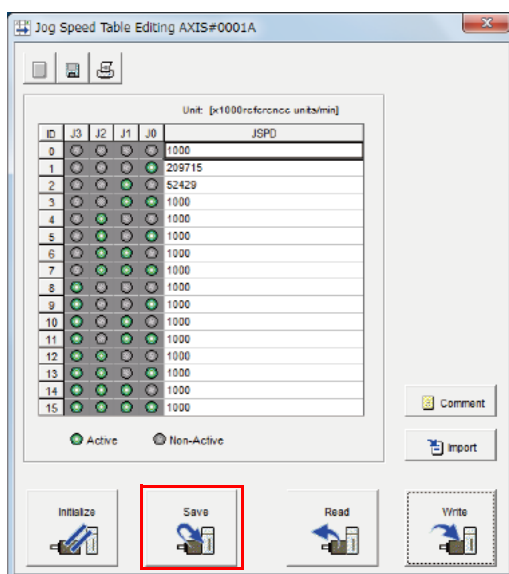 Jog Speed Table Editing AXIS#0001A
Unit: [x1000reference units/min]
ID J3 J2 J1 J0 JSPD
0 1000
1 209715
2 52429
3 1000
4 1000
5 1000
6 1000
7 1000
8 1000
9 1000
10 1000
11 1000
12 1000
13 1000
14 1000
15 1000
Active Non-Active
Comment
Import
Initialize Save Read Write